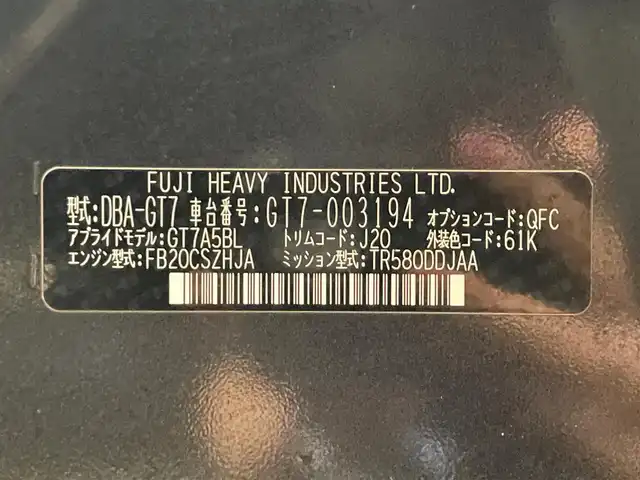 FUJI HEAVY INDUSTRIES LTD.
型式:DBA-GT7 車台番号:GT7-003194 オプションコード:QFC
アプライドモデル:GT7A5BL トリムコード:J20 外装色コード:61K
エンジン型式:FB20CSZHJA ミッション型式:TR580DDJAA